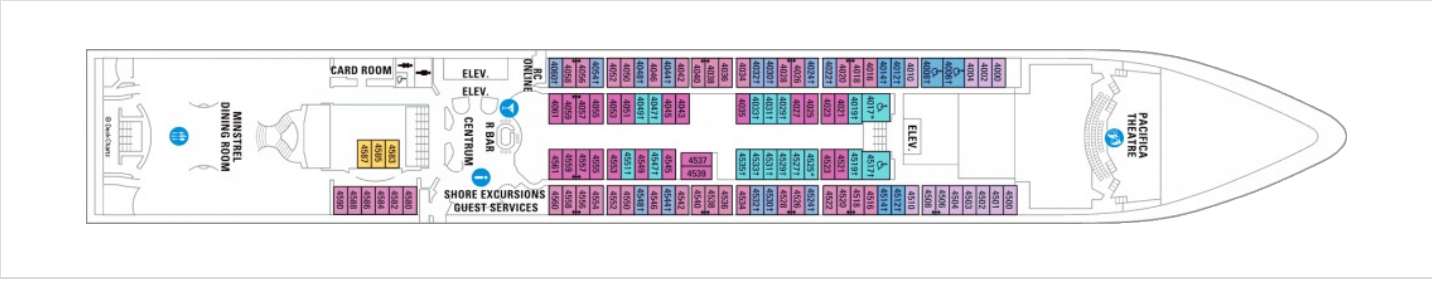 CARD ROOM
ELEV.
ELEV.
RC
ONLINE
4060† 4058 4056 4054† 4052 4050 4048† 4046 4044† 4042 4040 4038 4036 4034 4032† 4030† 4028 4026 4024† 4022† 4020 4018 4016 4014† 4012† 4010 4008† 4006† 4004 4002 4000
4061 4059 4057 4055 4053 4051 4049† 4047† 4045 4043 4035 4033† 4031† 4029† 4027 4025 4023 4021 4019† 4017*
© DeckCharts
MINSTREL
DINING ROOM
4587 4585 4583
CENTRUM
R BAR
ELEV.
PACIFICA
THEATRE
4561 4559 4557 4555 4553 4551† 4549 4547† 4545 4537 4535† 4533† 4531† 4529† 4527† 4525* 4523 4521 4519† 4517†
4539
SHORE EXCURSIONS
GUEST SERVICES
4590 4588 4586 4584 4582 4580
4560 4558 4556 4554 4552 4550 4548† 4546 4544† 4542 4540 4538 4536 4534 4532† 4530† 4528 4526 4524† 4522 4520 4518 4516 4514† 4512† 4510 4508 4506 4504 4503 4502 4501 4500